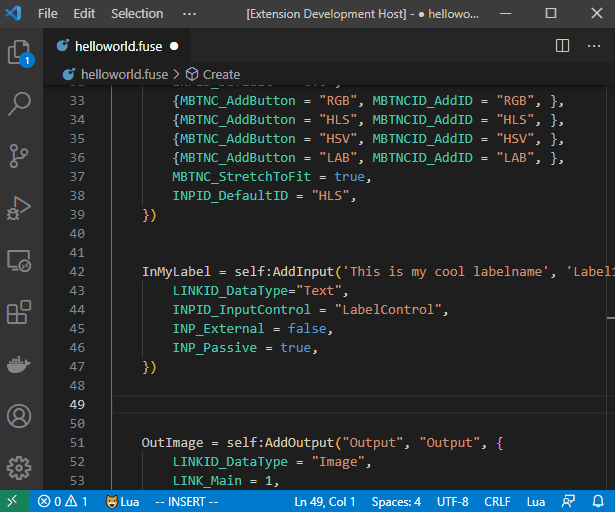 File Edit Selection ··· [Extension Development Host] - ● hellowo...
helloworld.fuse ●
helloworld.fuse > Create
33 {MBTNC_AddButton = "RGB", MBTNCID_AddID = "RGB", },
34 {MBTNC_AddButton = "HLS", MBTNCID_AddID = "HLS", },
35 {MBTNC_AddButton = "HSV", MBTNCID_AddID = "HSV", },
36 {MBTNC_AddButton = "LAB", MBTNCID_AddID = "LAB", },
37 MBTNC_StretchToFit = true,
38 INPID_DefaultID = "HLS",
39 })
40
41
42 InMyLabel = self:AddInput('This is my cool labelname', 'Label1
43 LINKID_DataType="Text",
44 INPID_InputControl = "LabelControl",
45 INP_External = false,
46 INP_Passive = true,
47 })
48
49
50
51 OutImage = self:AddOutput("Output", "Output", {
52 LINKID_DataType = "Image",
53 LINK_Main = 1,
1
0 1 Lua -- INSERT -- Ln 49, Col 1 Spaces: 4 UTF-8 CRLF Lua